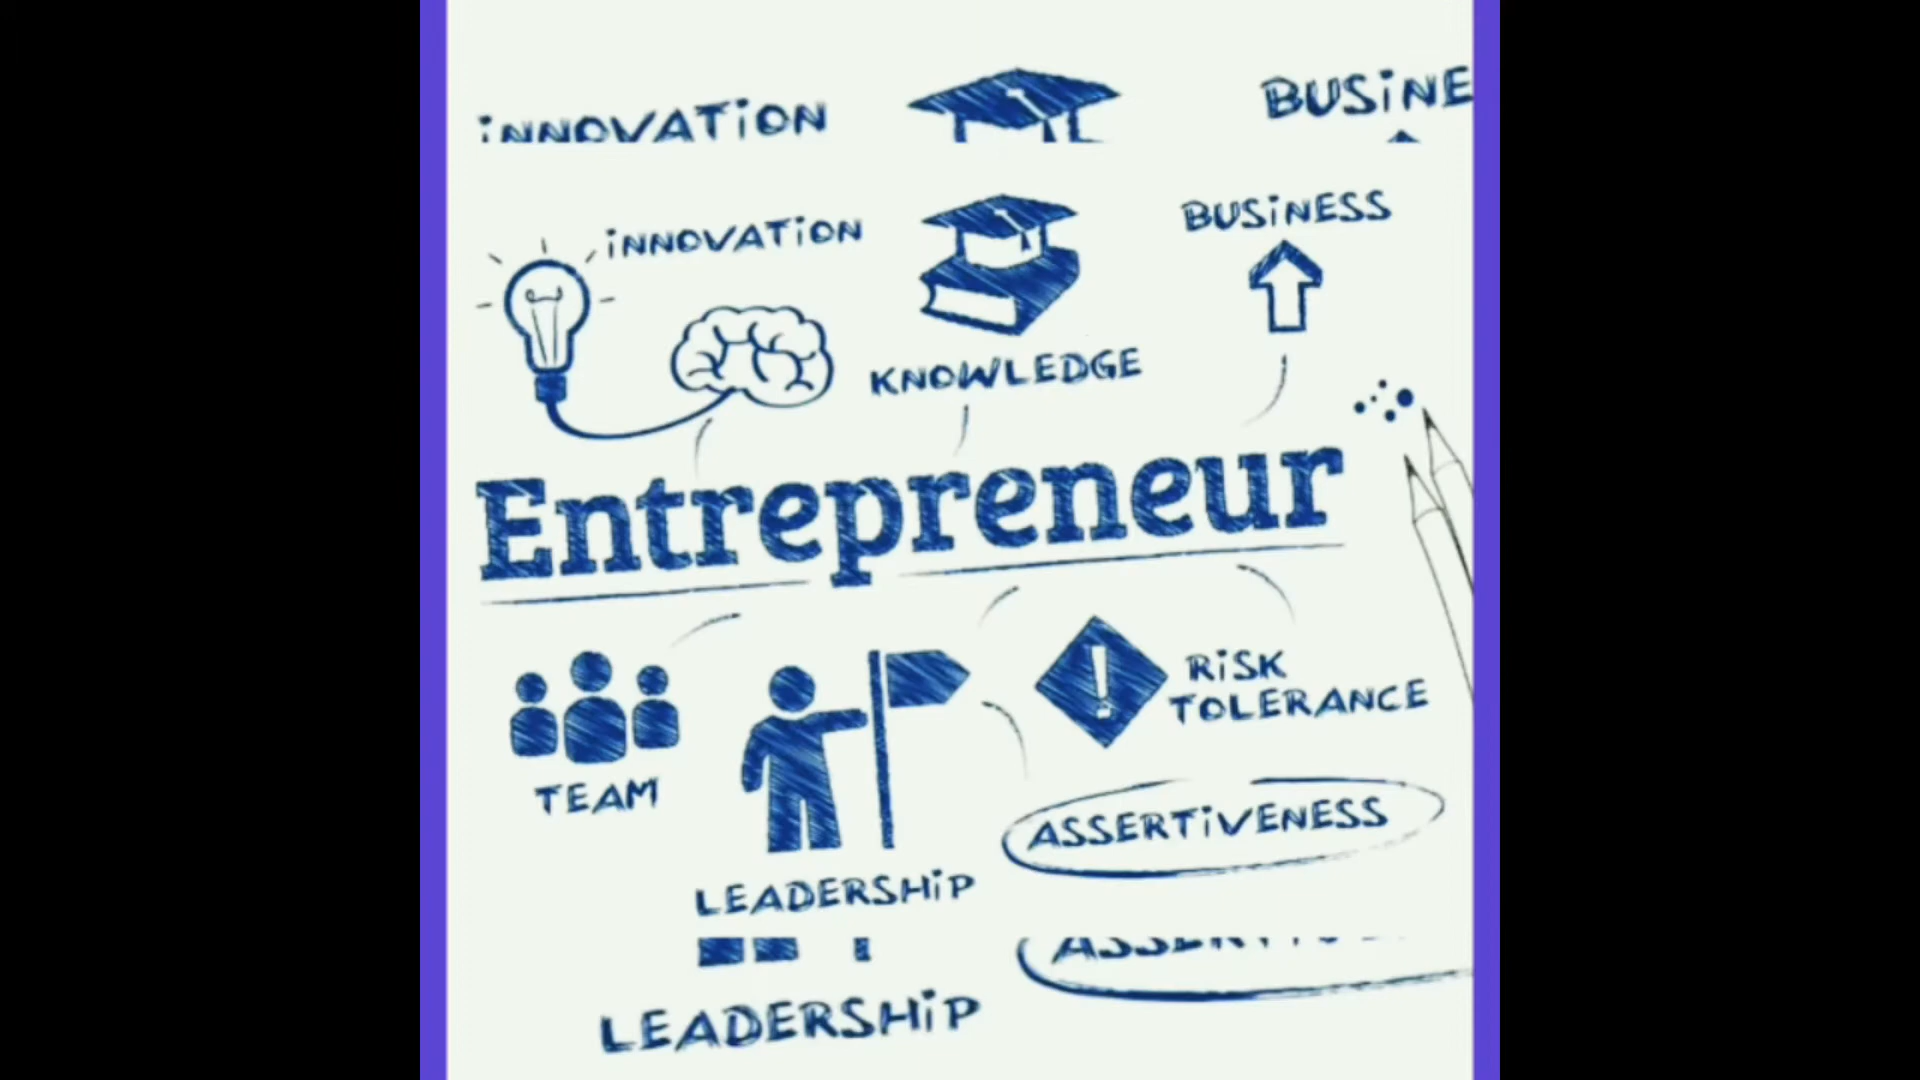 iNNOVATiON
BUSiNE
iNNOVATiON
BUSiNESS
KNOWLEDGE
Entrepreneur
RiSK
TOLERANCE
TEAM
ASSERTiVENESS
LEADERSHiP
LEADERSHiP